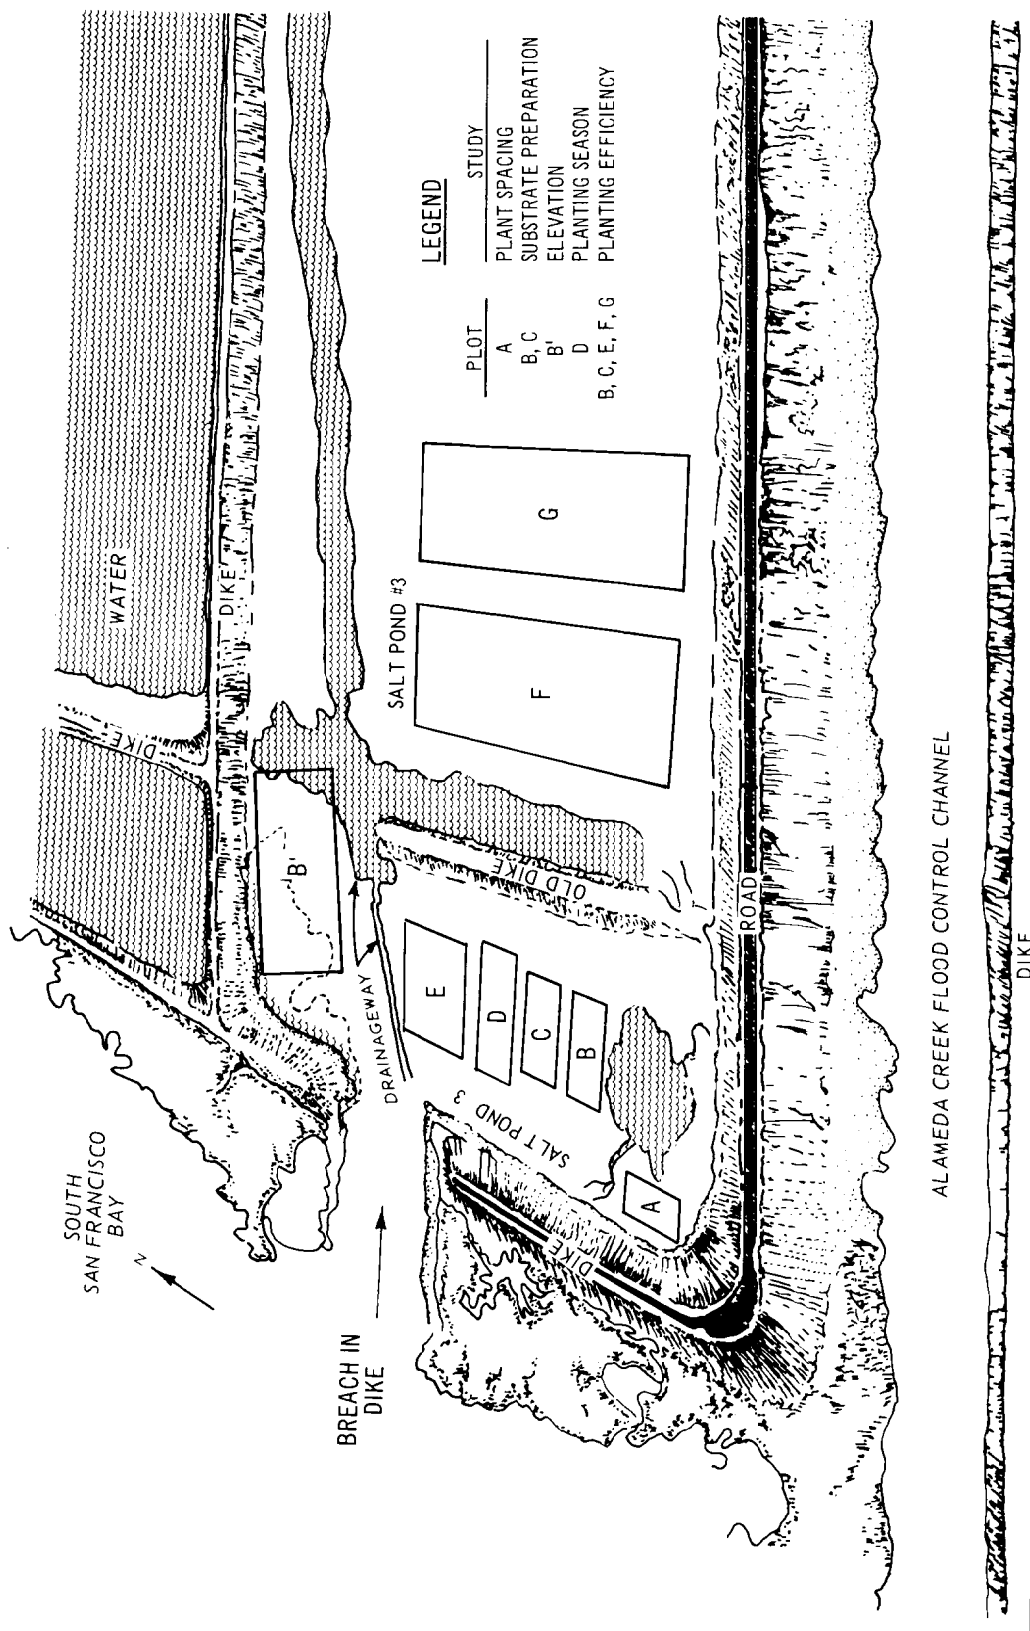 SOUTH
SAN FRANCISCO
BAY
N
BREACH IN
DIKE
WATER
DIKE
DIKE
B'
DRAINAGEWAY
SALT POND #3
OLD DIKE
E
D
C
B
A
SALT POND 3
DIKE
F
G
LEGEND
PLOT STUDY
A PLANT SPACING
B, C SUBSTRATE PREPARATION
B' ELEVATION
D PLANTING SEASON
B, C, E, F, G PLANTING EFFICIENCY
ROAD
ALAMEDA CREEK FLOOD CONTROL CHANNEL
DIKE